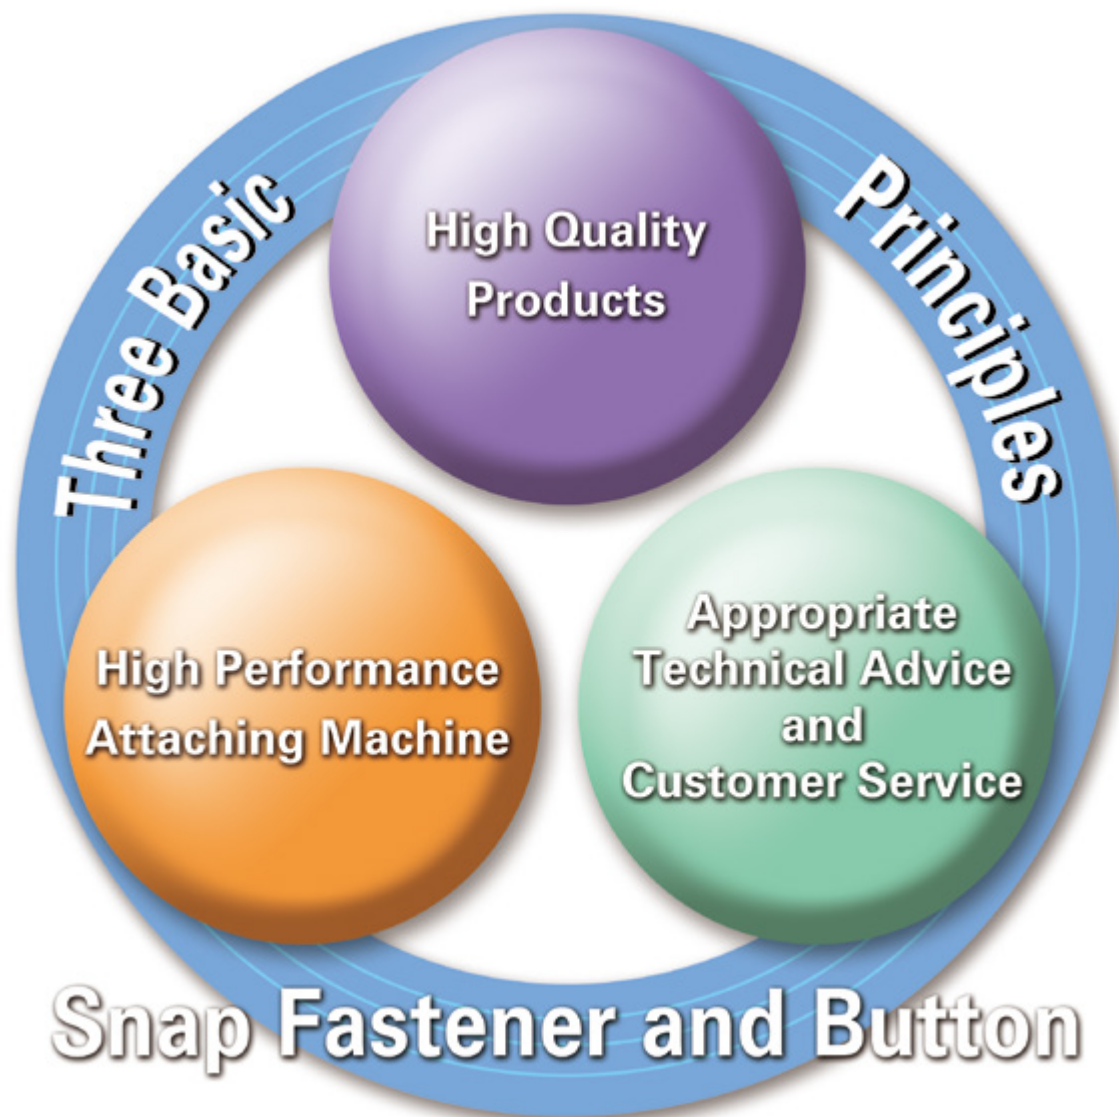 Three Basic Principles
High Quality
Products
High Performance
Attaching Machine
Appropriate
Technical Advice
and
Customer Service
Snap Fastener and Button